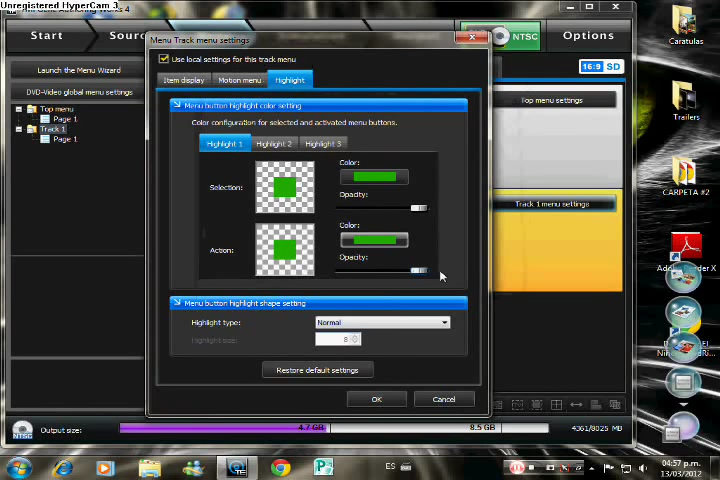 Unregistered HyperCam 3
Start
Sourc
NTSC
Options
Menu Track menu settings
Use local settings for this track menu
Launch the Menu Wizard
DVD-Video global menu settings
16:9 SD
Item display
Motion menu
Highlight
Top menu settings
Top menu
Page 1
Track 1
Page 1
Menu button highlight color setting
Color configuration for selected and activated menu buttons.
Highlight 1
Highlight 2
Highlight 3
Selection:
Color:
Opacity:
Track 1 menu settings
Action:
Color:
Opacity:
Menu button highlight shape setting
Highlight type:
Normal
Highlight size:
8
Restore default settings
OK
Cancel
Output size:
4.7 GB
8.5 GB
4361/8025 MB
NTSC
Caratulas
Trailers
CARPETA #2
ES
04:57 p.m.
13/03/2012